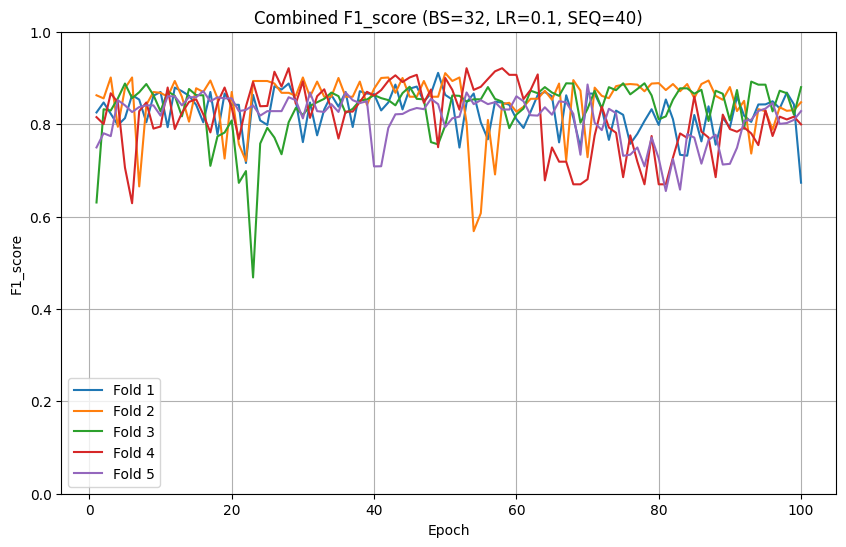 Combined F1_score (BS=32, LR=0.1, SEQ=40)
F1_score
1.0
0.8
0.6
0.4
0.2
0.0
Fold 1
Fold 2
Fold 3
Fold 4
Fold 5
0 20 40 60 80 100
Epoch